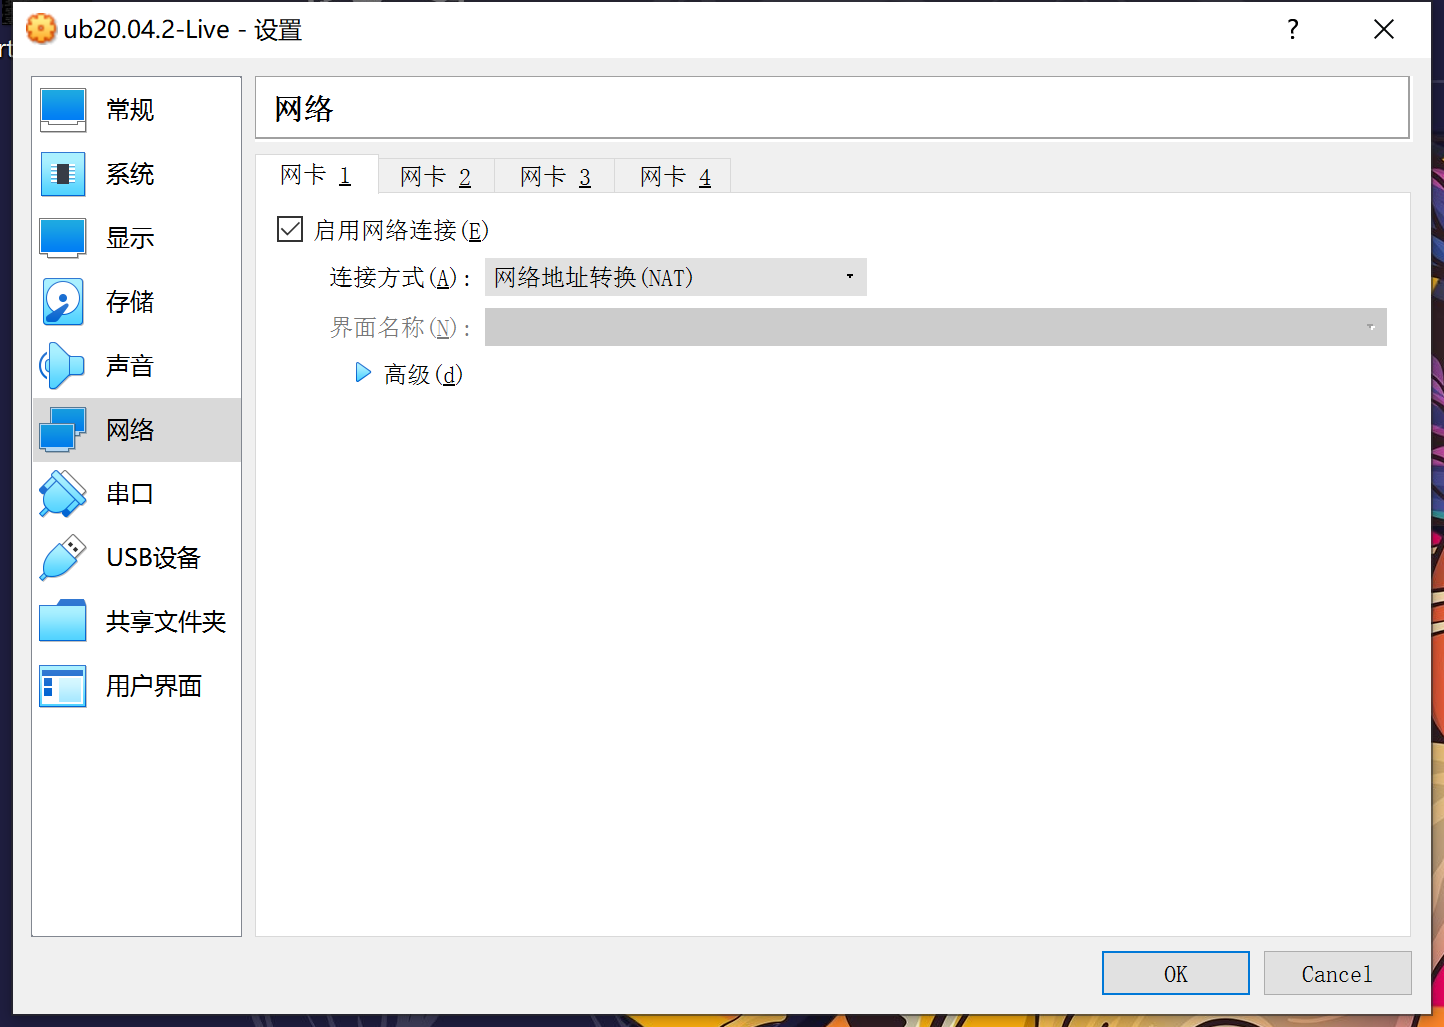 ub20.04.2-Live - 设置
?
rt
常规
系统
显示
存储
声音
网络
串口
USB设备
共享文件夹
用户界面
网络
网卡 1
网卡 2
网卡 3
网卡 4
启用网络连接(E)
连接方式(A): 网络地址转换(NAT)
界面名称(N):
高级(d)
OK
Cancel